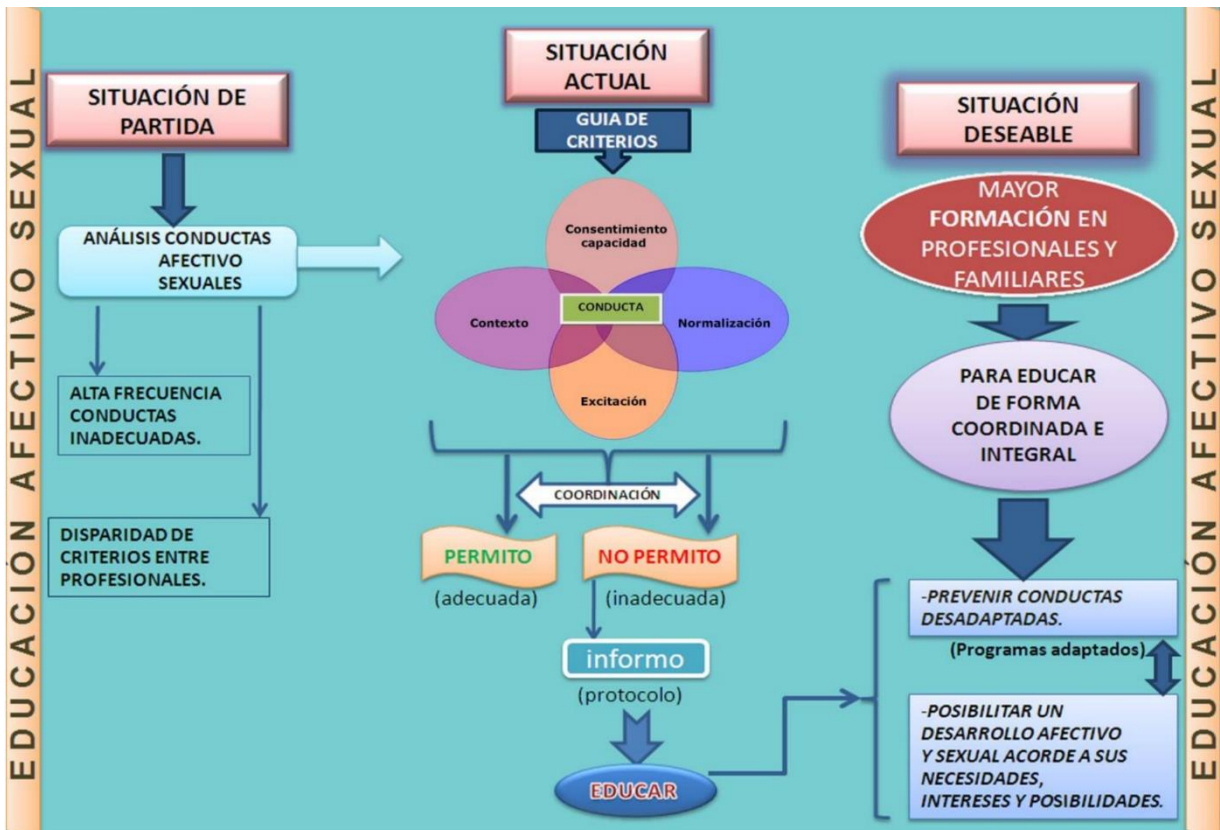 EDUCACIÓN AFECTIVO SEXUAL
SITUACIÓN DE
PARTIDA
ANÁLISIS CONDUCTAS
AFECTIVO
SEXUALES
ALTA FRECUENCIA
CONDUCTAS
INADECUADAS.
DISPARIDAD DE
CRITERIOS ENTRE
PROFESIONALES.
SITUACIÓN
ACTUAL
GUIA DE
CRITERIOS
Consentimiento
capacidad
Contexto
CONDUCTA
Normalización
Excitación
COORDINACIÓN
PERMITO
(adecuada)
NO PERMITO
(inadecuada)
informo
(protocolo)
EDUCAR
SITUACIÓN
DESEABLE
MAYOR
FORMACIÓN EN
PROFESIONALES Y
FAMILIARES
PARA EDUCAR
DE FORMA
COORDINADA E
INTEGRAL
-PREVENIR CONDUCTAS
DESADAPTADAS.
(Programas adaptados)
-POSIBILITAR UN
DESARROLLO AFECTIVO
Y SEXUAL ACORDE A SUS
NECESIDADES,
INTERESES Y POSIBILIDADES.
EDUCACIÓN AFECTIVO SEXUAL